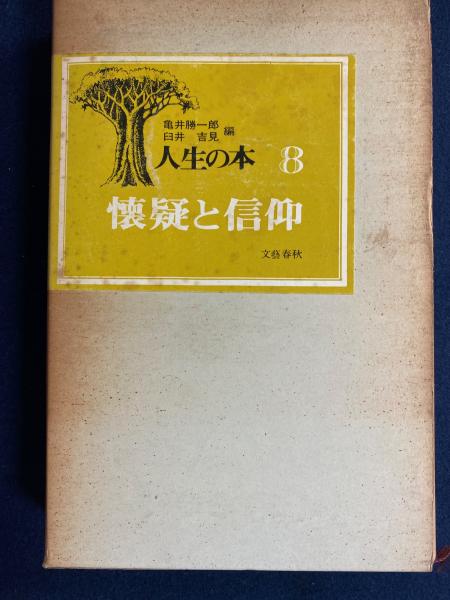 亀井勝一郎
臼井 吉見 編
人生の本 8
懐疑と信仰
文藝春秋